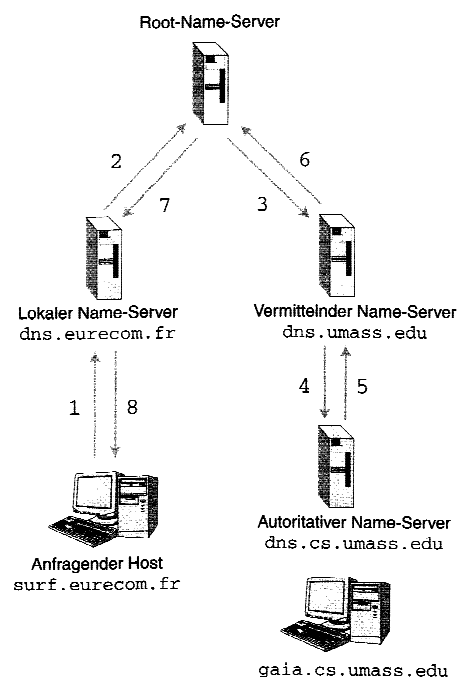 Root-Name-Server
2
6
7
3
Lokaler Name-Server
dns.eurecom.fr
Vermittelnder Name-Server
dns.umass.edu
1
8
4
5
Anfragender Host
surf.eurecom.fr
Autoritativer Name-Server
dns.cs.umass.edu
gaia.cs.umass.edu